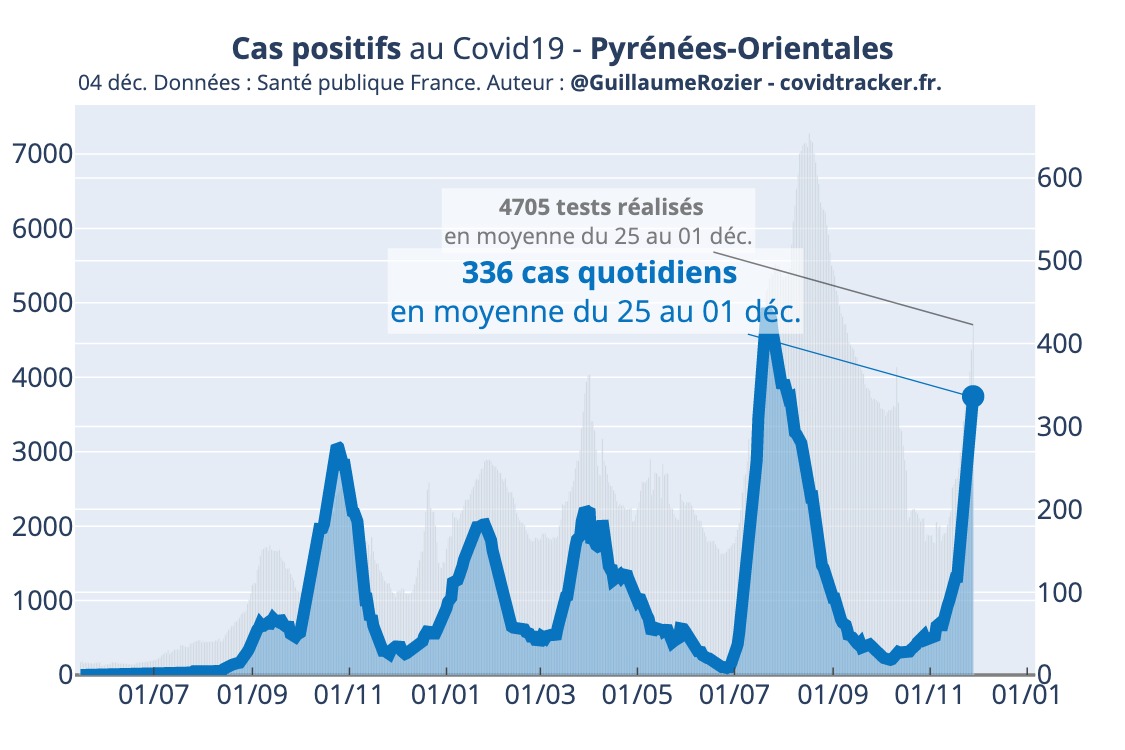 Cas positifs au Covid19 - Pyrénées-Orientales
04 déc. Données : Santé publique France. Auteur : @GuillaumeRozier - covidtracker.fr.
7000
6000
5000
4000
3000
2000
1000
0
600
500
400
300
200
100
0
4705 tests réalisés
en moyenne du 25 au 01 déc.
336 cas quotidiens
en moyenne du 25 au 01 déc.
01/07 01/09 01/11 01/01 01/03 01/05 01/07 01/09 01/11 01/01